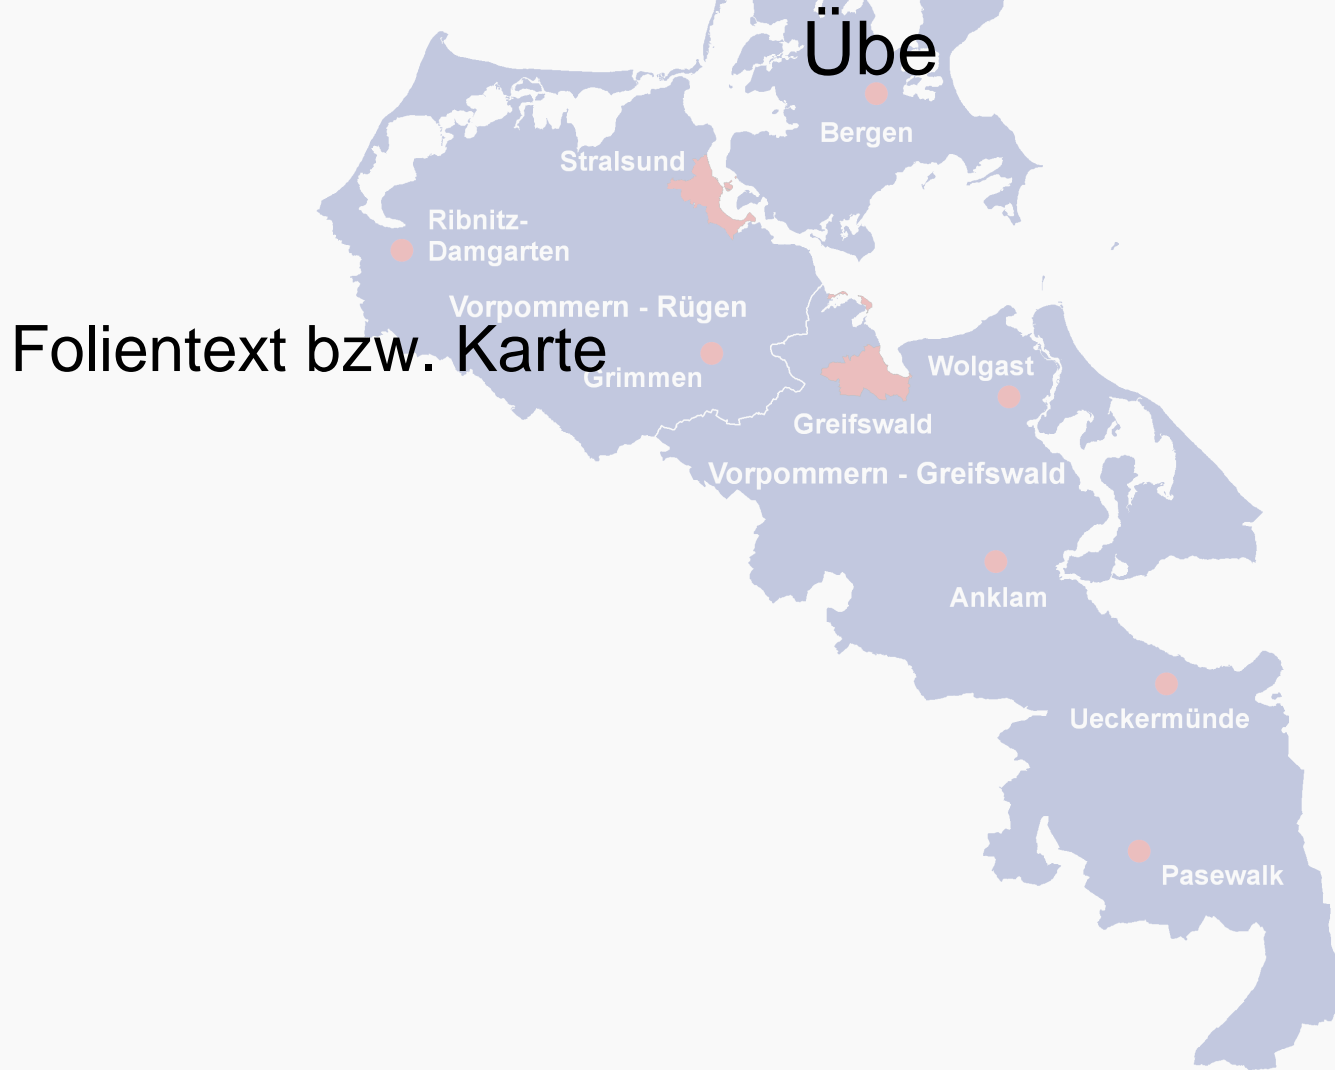 Übe
Bergen
Stralsund
Ribnitz-
Damgarten
Vorpommern - Rügen
Folientext bzw. Karte
Grimmen
Wolgast
Greifswald
Vorpommern - Greifswald
Anklam
Ueckermünde
Pasewalk